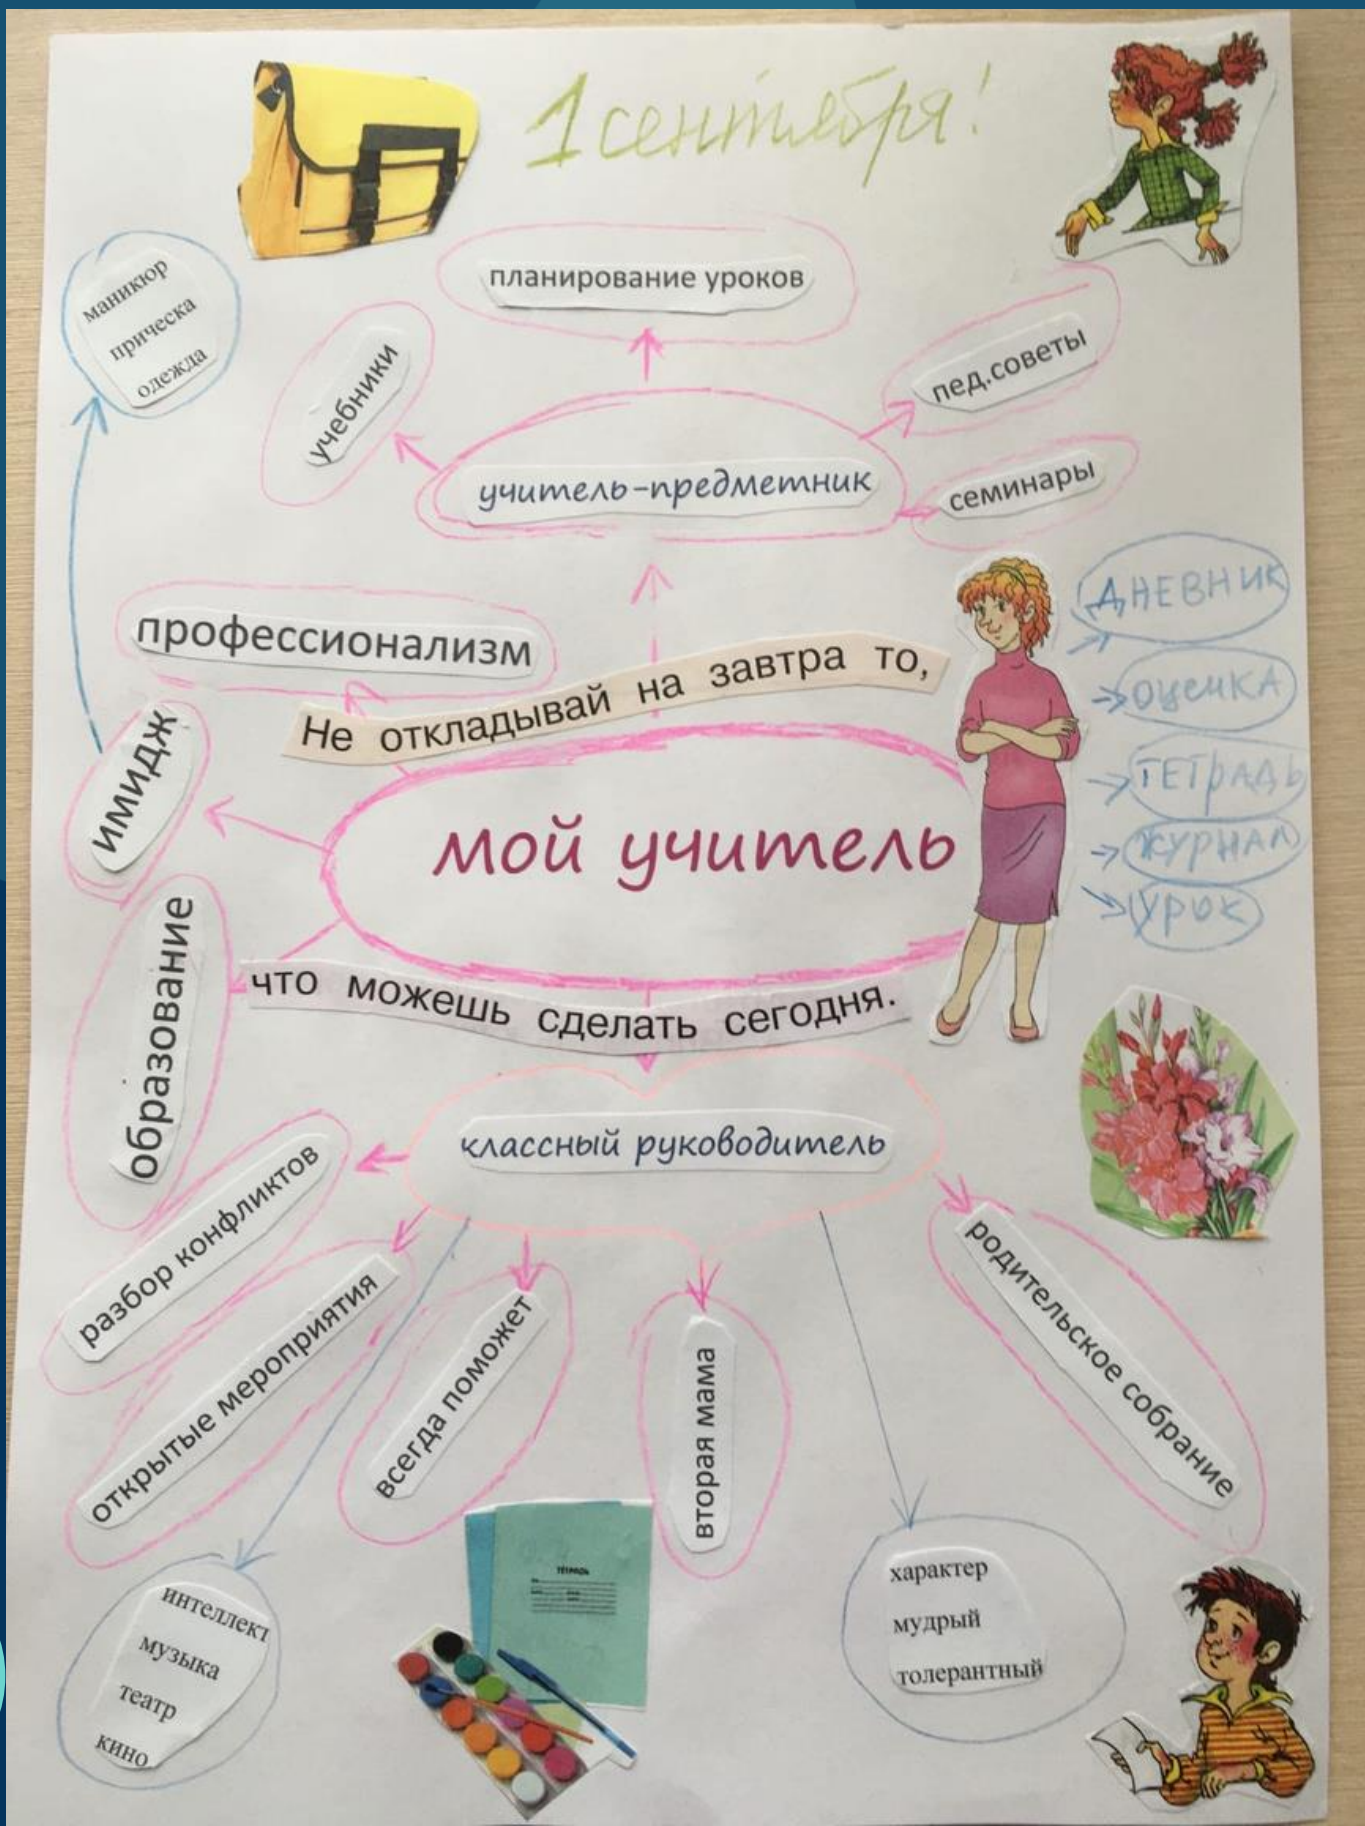 1 сентября!
маникюр
прическа
одежда
планирование уроков
учебники
пед.советы
учитель-предметник
семинары
профессионализм
ДНЕВНИК
Не откладывай на завтра то,
оценка
имидж
ТЕТРАДЬ
мой учитель
ЖУРНАЛ
УРОК
образование
что можешь сделать сегодня.
классный руководитель
разбор конфликтов
открытые мероприятия
всегда поможет
вторая мама
родительское собрание
интеллект
музыка
театр
кино
ТЕТРАДЬ
характер
мудрый
толерантный